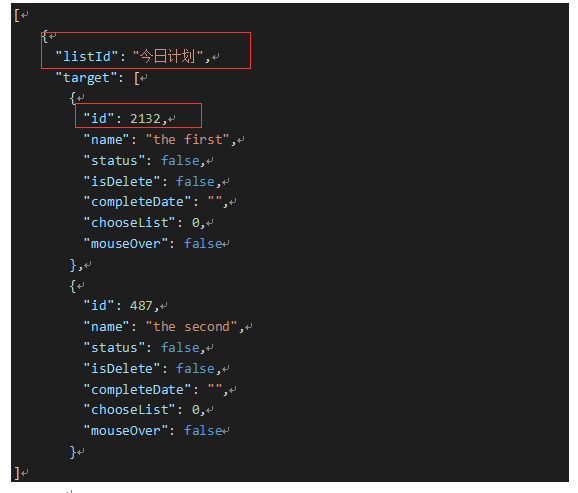 [
{
"listId": "今日计划",
"target": [
{
"id": 2132,
"name": "the first",
"status": false,
"isDelete": false,
"completeDate": "",
"chooseList": 0,
"mouseOver": false
},
{
"id": 487,
"name": "the second",
"status": false,
"isDelete": false,
"completeDate": "",
"chooseList": 0,
"mouseOver": false
}
]